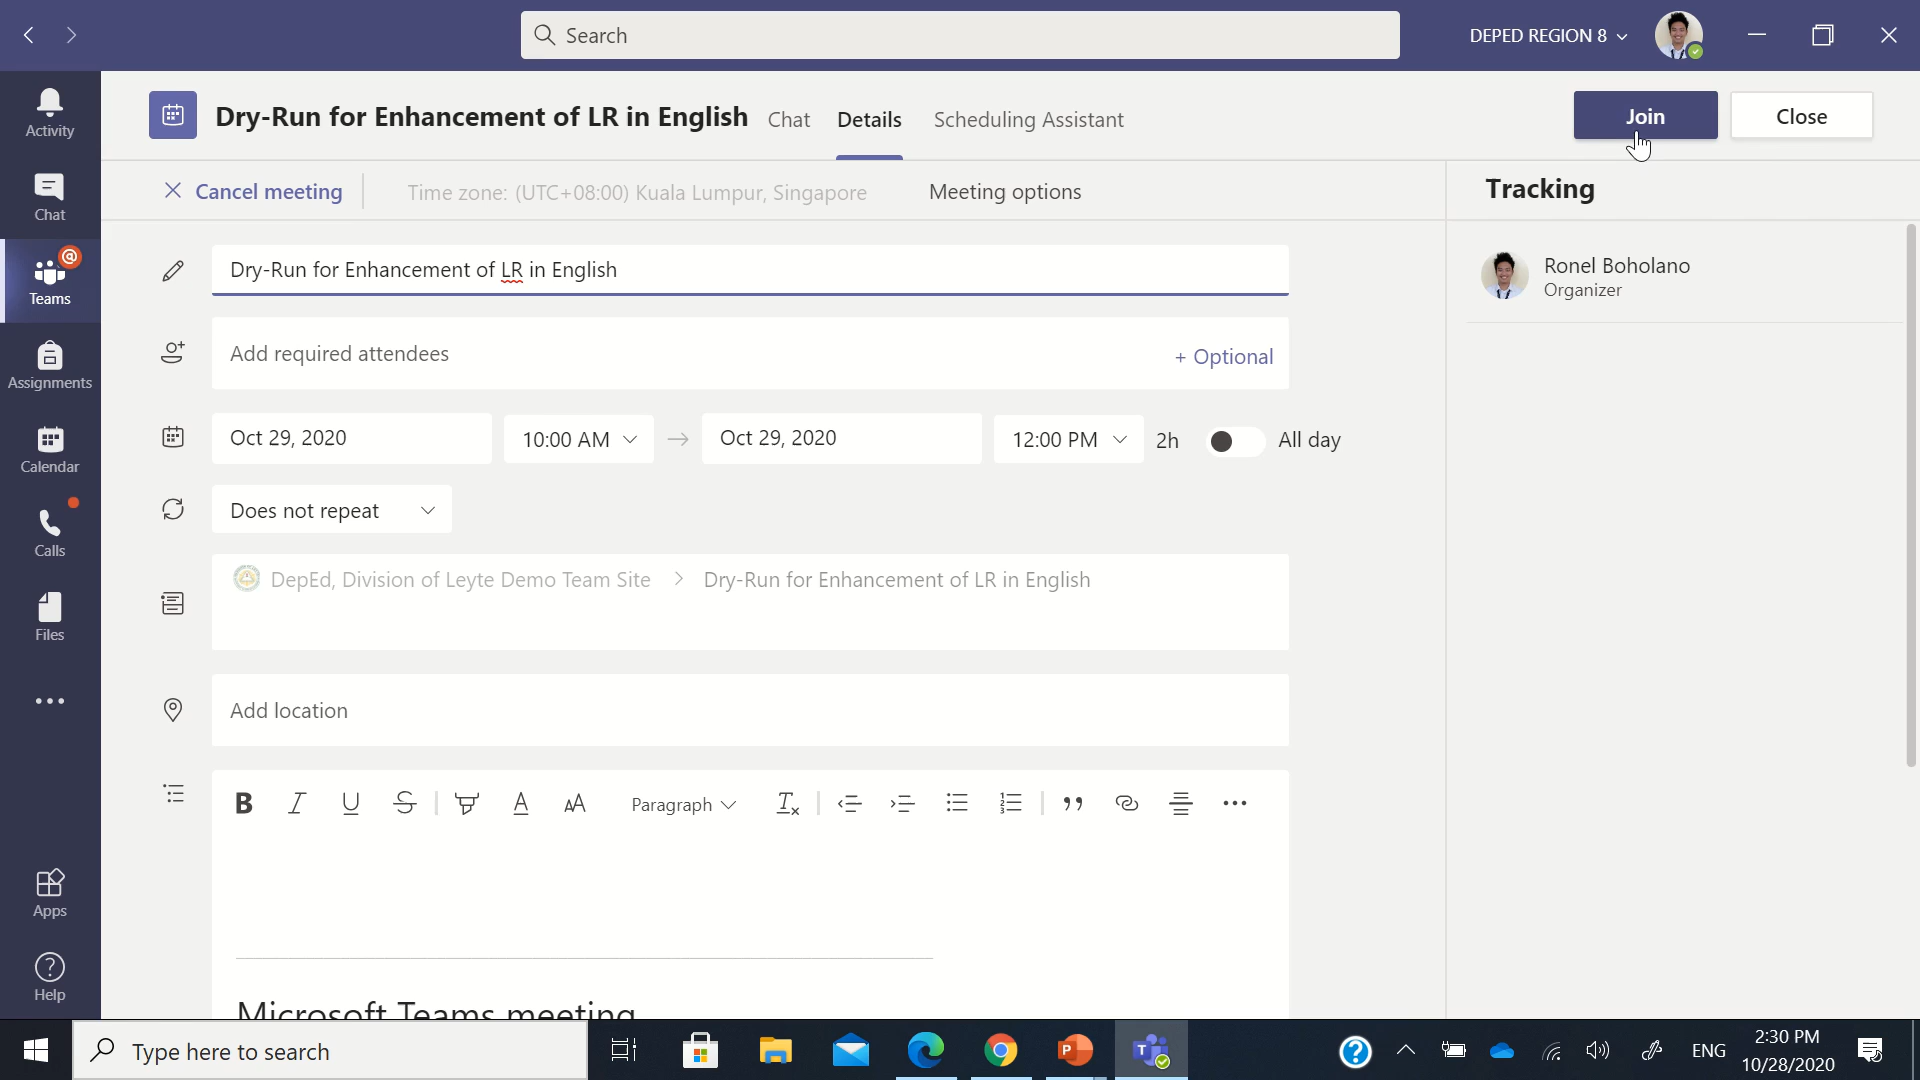 Search
DEPED REGION 8
Activity
Chat
Teams
Assignments
Calendar
Calls
Files
Apps
Help
Dry-Run for Enhancement of LR in English Chat Details Scheduling Assistant
Join Close
Cancel meeting Time zone: (UTC+08:00) Kuala Lumpur, Singapore Meeting options
Tracking
Ronel Boholano
Organizer
Dry-Run for Enhancement of LR in English
Add required attendees + Optional
Oct 29, 2020 10:00 AM → Oct 29, 2020 12:00 PM 2h All day
Does not repeat
DepEd, Division of Leyte Demo Team Site > Dry-Run for Enhancement of LR in English
Add location
B I U S A AA Paragraph
Microsoft Teams meeting
Type here to search
ENG
2:30 PM
10/28/2020